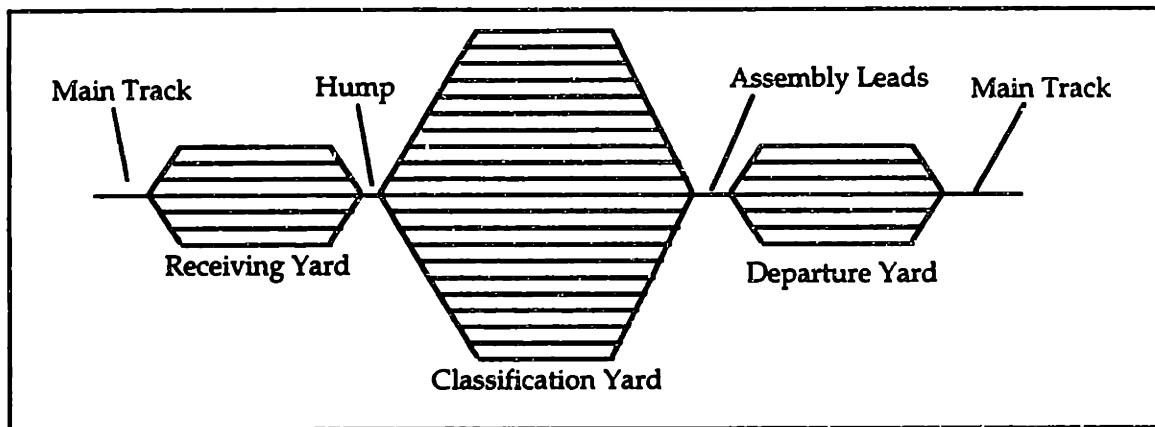 Main Track
Hump
Assembly Leads
Main Track
Receiving Yard
Departure Yard
Classification Yard